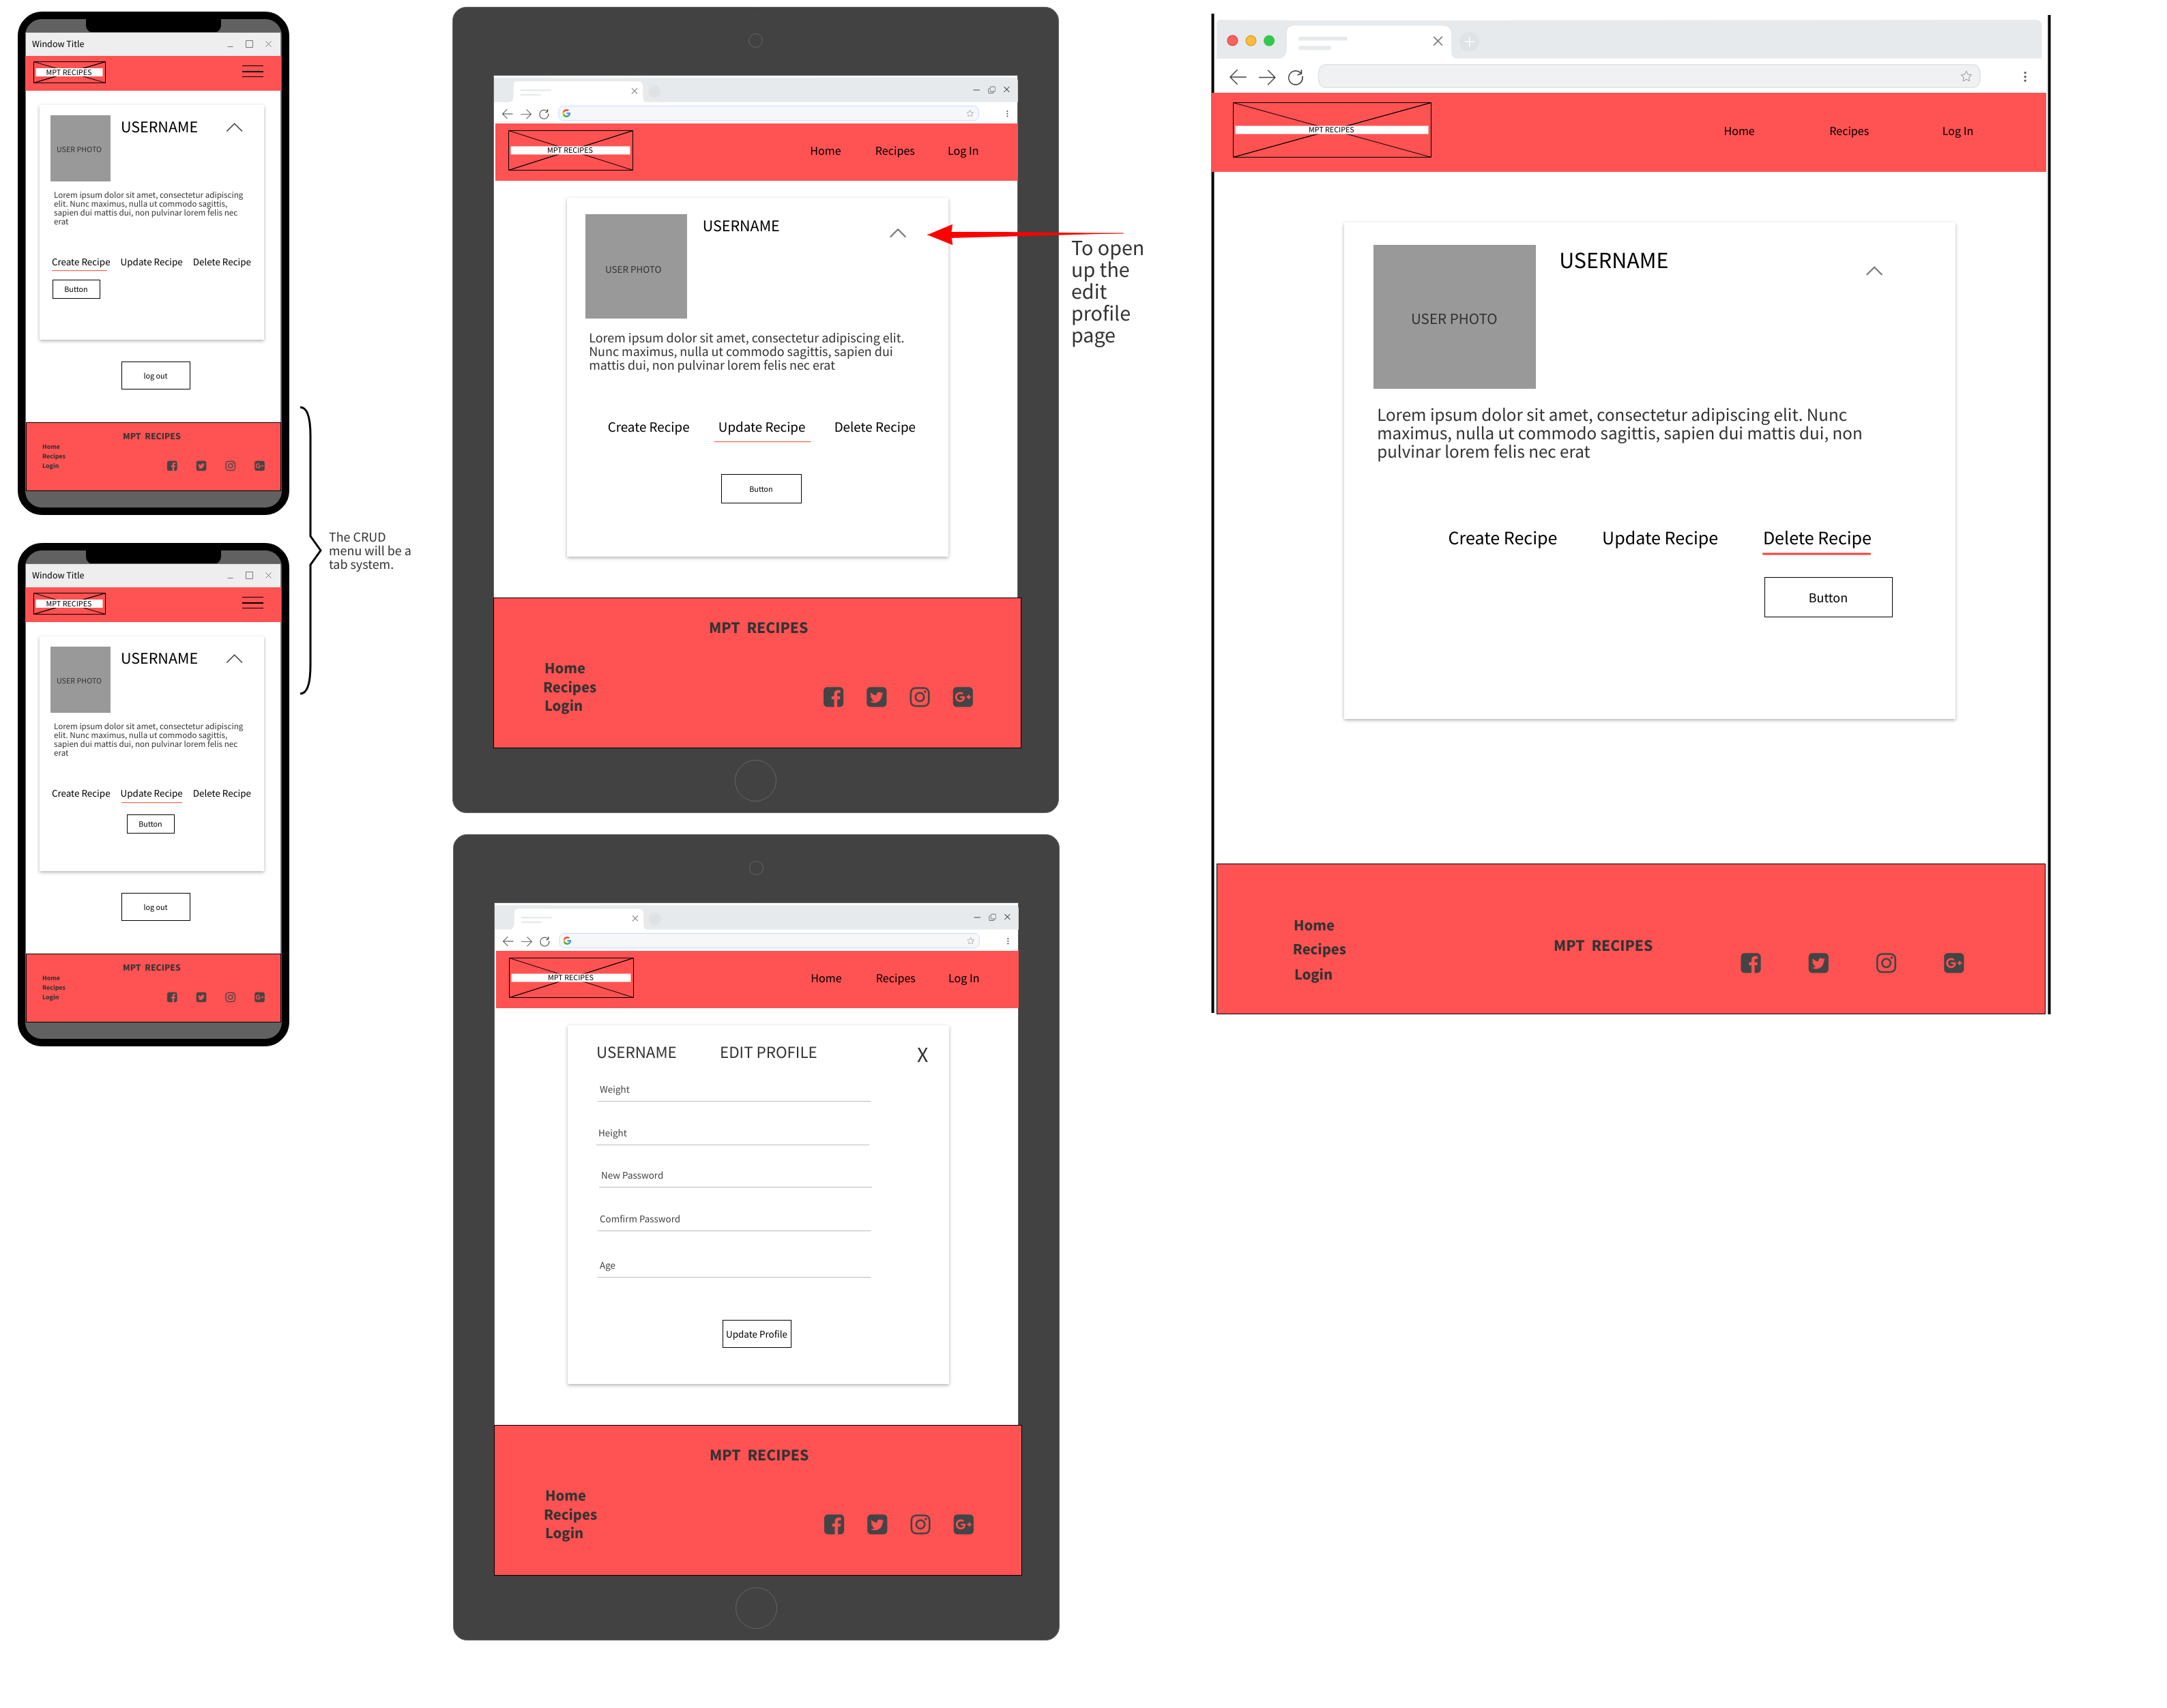 Window Title
MPT RECIPES
USERNAME
USER PHOTO
Lorem ipsum dolor sit amet, consectetur adipiscing
elit. Nunc maximus, nulla ut commodo sagittis,
sapien dui mattis dui, non pulvinar lorem felis nec
erat
Create Recipe Update Recipe Delete Recipe
Button
log out
MPT RECIPES
Home
Recipes
Login
The CRUD
menu will be a
tab system.
Window Title
MPT RECIPES
USERNAME
USER PHOTO
Lorem ipsum dolor sit amet, consectetur adipiscing
elit. Nunc maximus, nulla ut commodo sagittis,
sapien dui mattis dui, non pulvinar lorem felis nec
erat
Create Recipe Update Recipe Delete Recipe
Button
log out
MPT RECIPES
Home
Recipes
Login
MPT RECIPES Home Recipes Log In
USERNAME
USER PHOTO
Lorem ipsum dolor sit amet, consectetur adipiscing elit.
Nunc maximus, nulla ut commodo sagittis, sapien dui
mattis dui, non pulvinar lorem felis nec erat
Create Recipe Update Recipe Delete Recipe
Button
MPT RECIPES
Home
Recipes
Login
To open
up the
edit
profile
page
MPT RECIPES Home Recipes Log In
USERNAME EDIT PROFILE X
Weight
Height
New Password
Comfirm Password
Age
Update Profile
MPT RECIPES
Home
Recipes
Login
MPT RECIPES Home Recipes Log In
USERNAME
USER PHOTO
Lorem ipsum dolor sit amet, consectetur adipiscing elit. Nunc
maximus, nulla ut commodo sagittis, sapien dui mattis dui, non
pulvinar lorem felis nec erat
Create Recipe Update Recipe Delete Recipe
Button
Home
Recipes
Login
MPT RECIPES